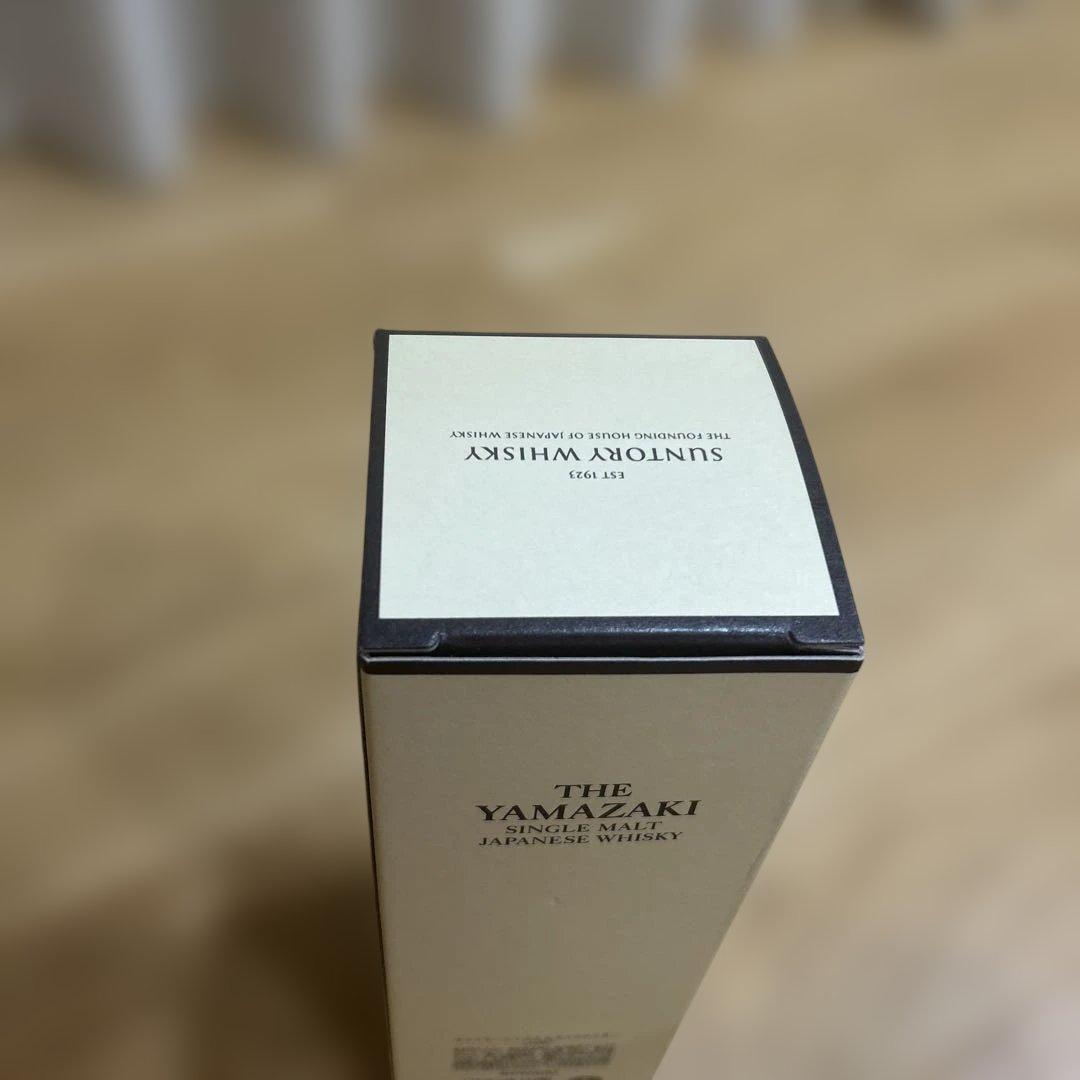 EST 1923
SUNTORY WHISKY
THE FOUNDING HOUSE OF JAPANESE WHISKY
THE
YAMAZAKI
SINGLE MALT
JAPANESE WHISKY